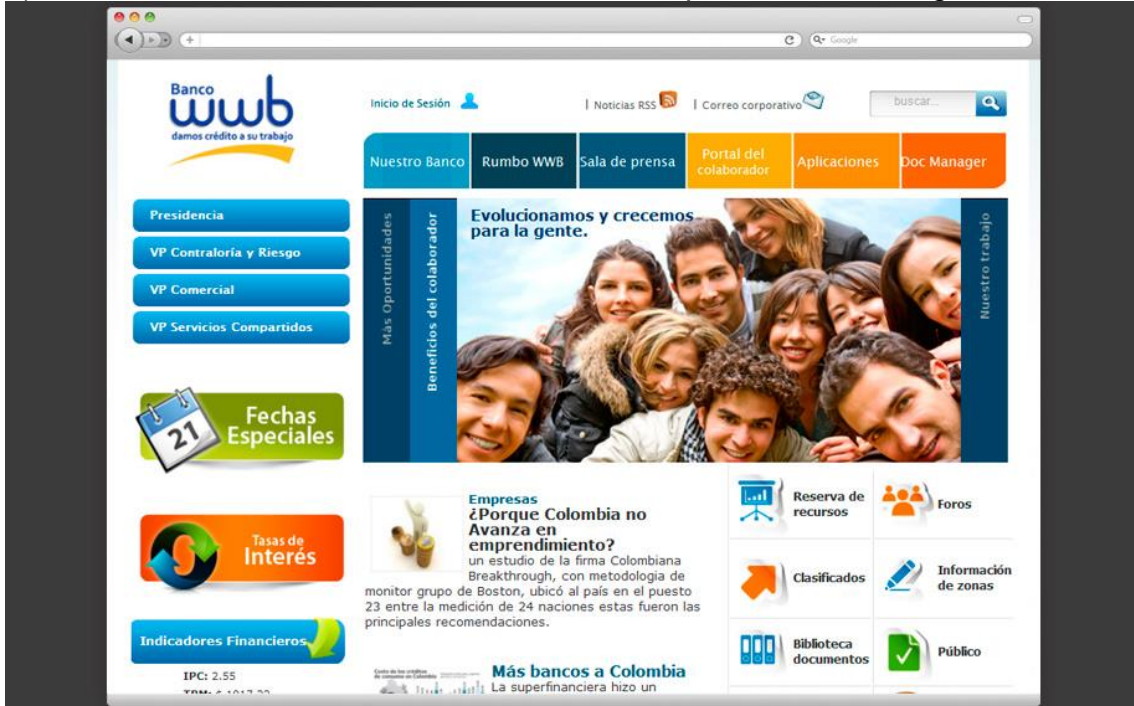 Google
Banco
wwb
damos crédito a su trabajo
Inicio de Sesión
| Noticias RSS
| Correo corporativo
buscar...
Nuestro Banco
Rumbo WWB
Sala de prensa
Portal del
colaborador
Aplicaciones
Doc Manager
Presidencia
VP Contraloría y Riesgo
VP Comercial
VP Servicios Compartidos
Màs Oportunidades
Beneficios del colaborador
Evolucionamos y crecemos
para la gente.
Nuestro trabajo
21
Fechas
Especiales
Tasas de
Interés
Indicadores Financieros
IPC: 2.55
Empresas
¿Porque Colombia no
Avanza en
emprendimiento?
un estudio de la firma Colombiana
Breakthrough, con metodologia de
monitor grupo de Boston, ubicó al país en el puesto
23 entre la medición de 24 naciones estas fueron las
principales recomendaciones.
Más bancos a Colombia
La superfinanciera hizo un
Reserva de
recursos
Foros
Clasificados
Información
de zonas
Biblioteca
documentos
Público